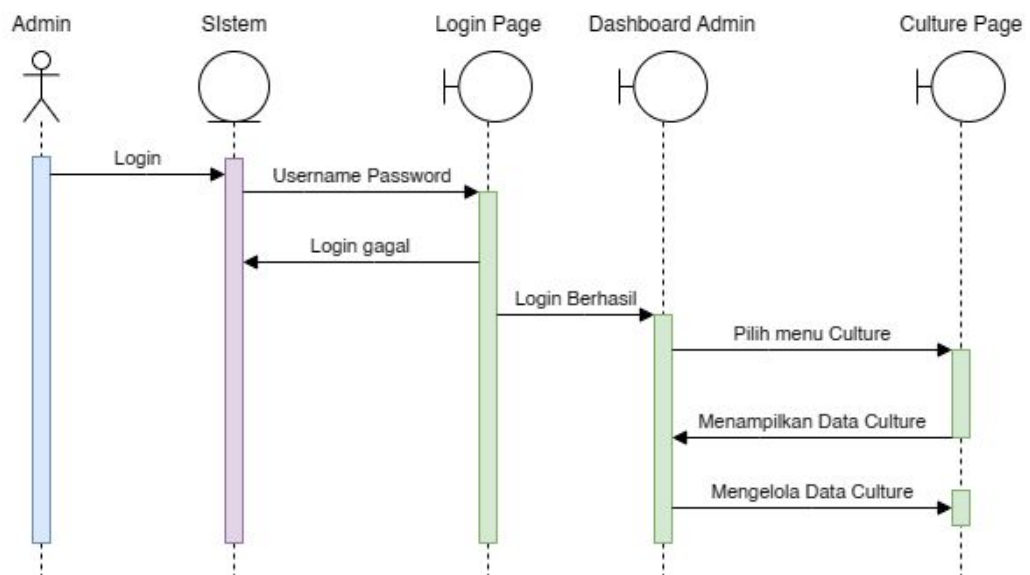 Admin
SIstem
Login Page
Dashboard Admin
Culture Page
Login
Username Password
Login gagal
Login Berhasil
Pilih menu Culture
Menampilkan Data Culture
Mengelola Data Culture